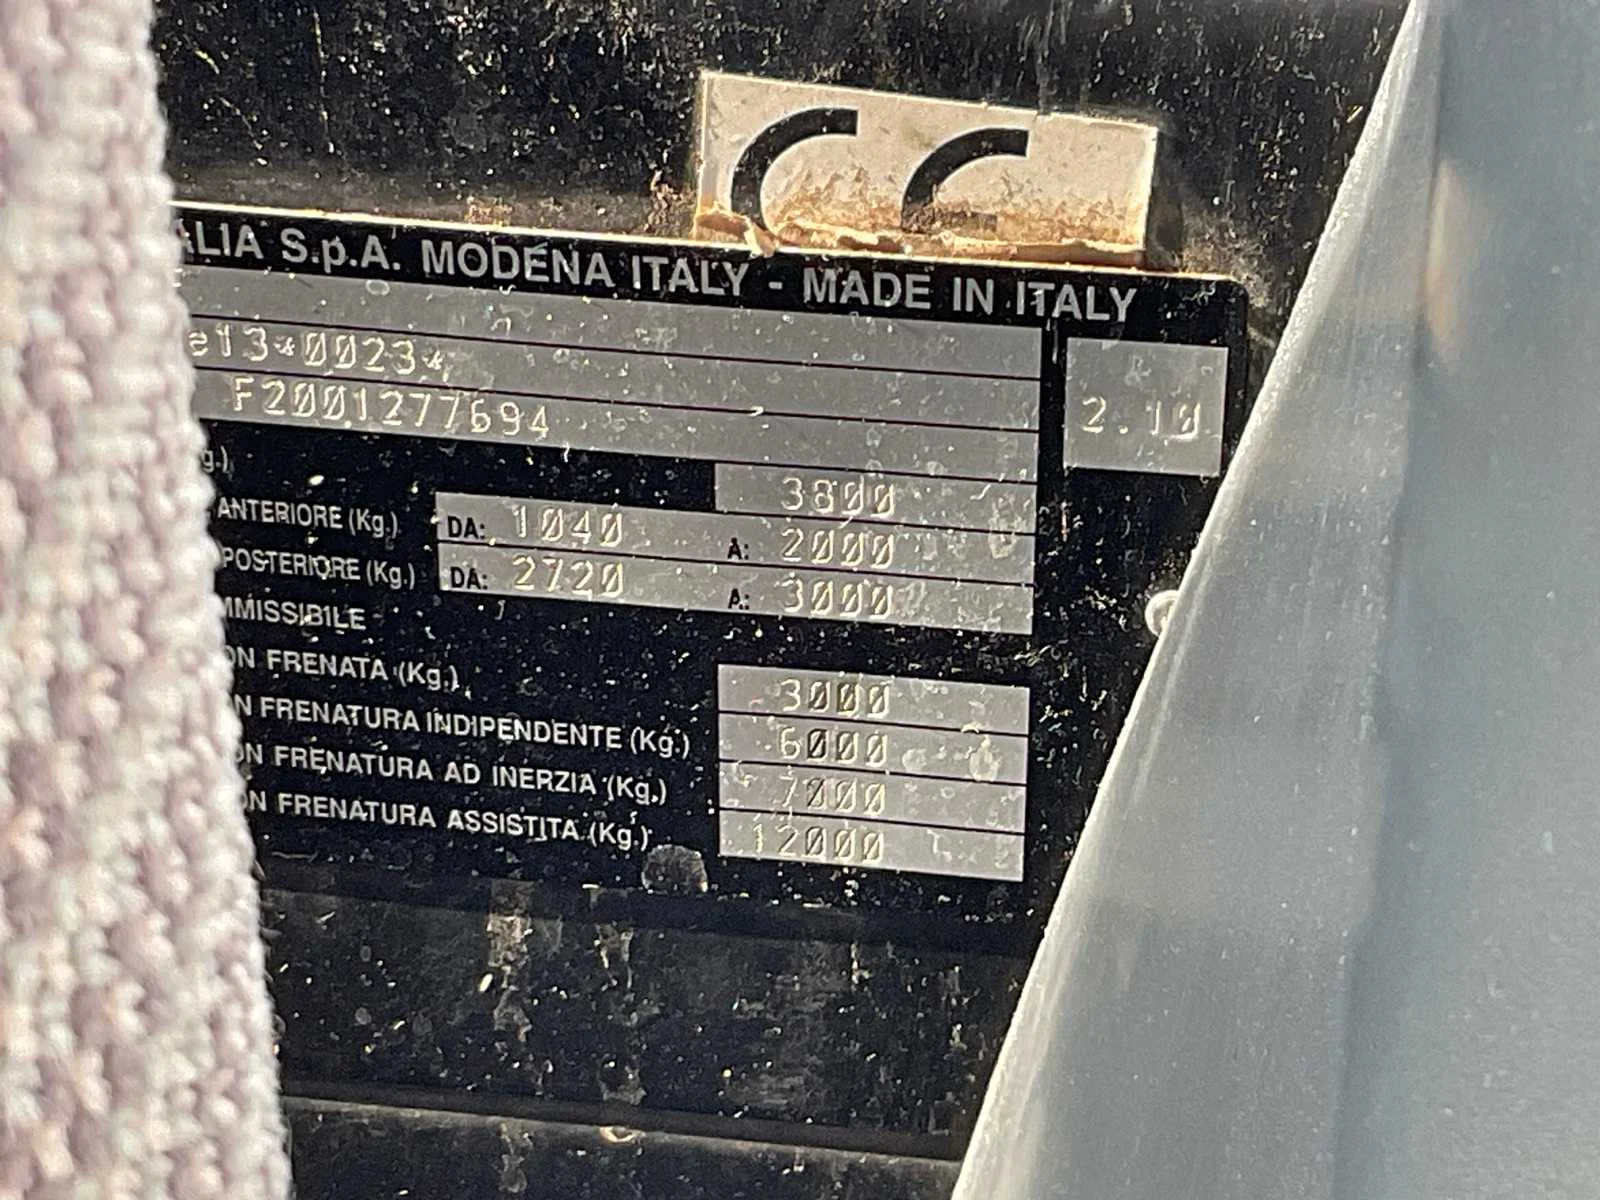 CE
ALIA S.p.A. MODENA ITALY - MADE IN ITALY
e13*0023*
2.10
F2001277694
g.) 3800
ANTERIORE (Kg.) DA: 1040 A: 2000
POSTERIORE (Kg.) DA: 2720 A: 3000
MMISSIBILE
ON FRENATA (Kg.) 3000
ON FRENATURA INDIPENDENTE (Kg.) 6000
ON FRENATURA AD INERZIA (Kg.) 7000
ON FRENATURA ASSISTITA (Kg.) 12000